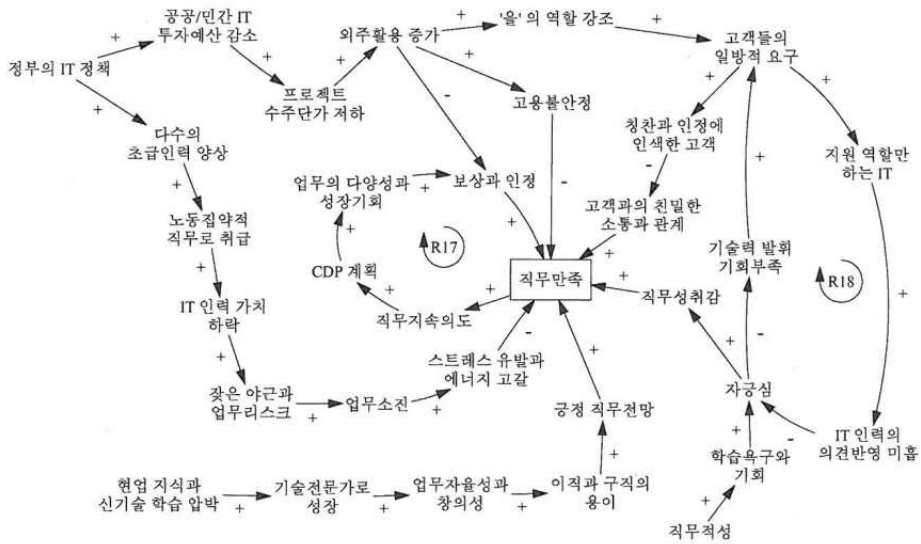 공공/민간 IT
투자예산 감소
외주활용 증가
'을' 의 역할 강조
고객들의
일방적 요구
정부의 IT 정책
프로젝트
수주단가 저하
고용불안정
칭찬과 인정에
인색한 고객
다수의
초급인력 양상
지원 역할만
하는 IT
업무의 다양성과
성장기회
보상과 인정
고객과의 친밀한
소통과 관계
노동집약적
직무로 취급
R17
기술력 발휘
기회부족
CDP 계획
직무만족
직무성취감
R18
IT 인력 가치
하락
직무지속의도
스트레스 유발과
에너지 고갈
잦은 야근과
업무리스크
업무소진
긍정 직무전망
자긍심
IT 인력의
의견반영 미흡
학습욕구와
기회
현업 지식과
신기술 학습 압박
기술전문가로
성장
업무자율성과
창의성
이직과 구직의
용이
직무적성
+
+
+
+
+
+
+
+
+
+
-
-
-
+
+
+
+
+
+
+
+
+
+
+
-
-
-
+
+
+
+
+
+
+
+
+
+